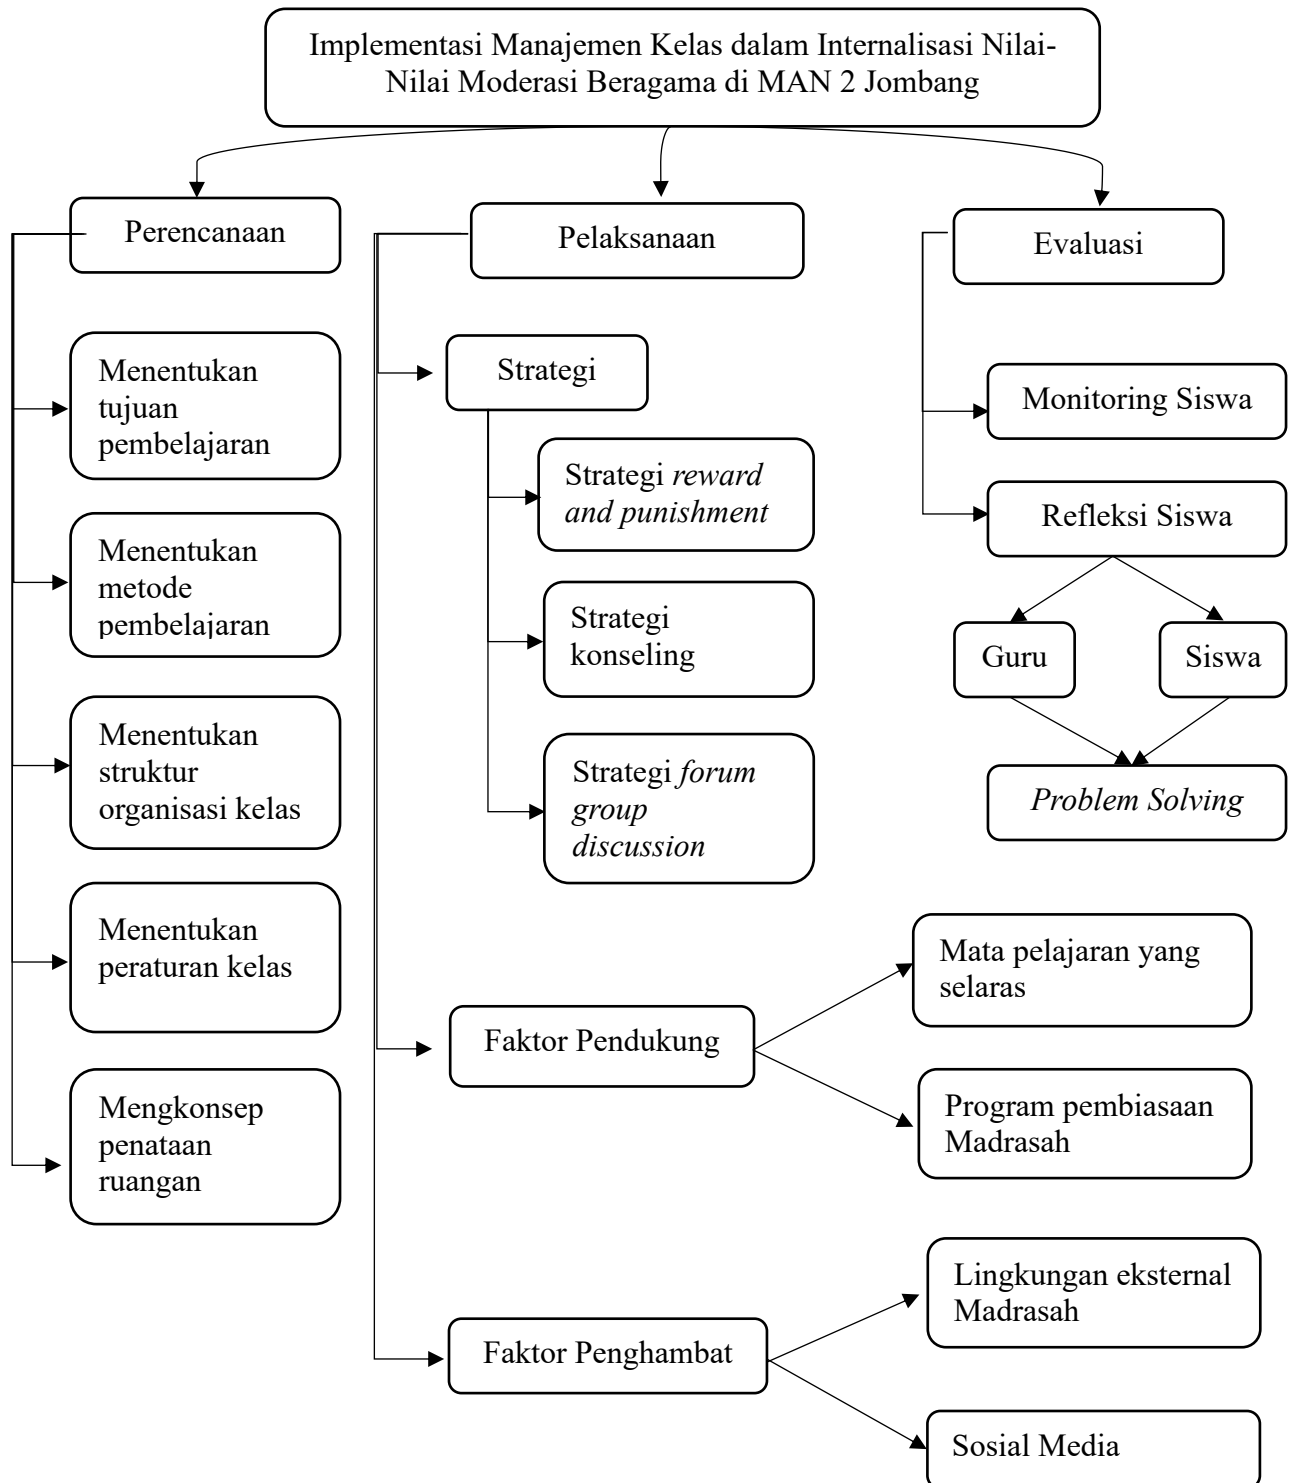 Implementasi Manajemen Kelas dalam Internalisasi Nilai-
Nilai Moderasi Beragama di MAN 2 Jombang
Perencanaan
Menentukan
tujuan
pembelajaran
Menentukan
metode
pembelajaran
Menentukan
struktur
organisasi kelas
Menentukan
peraturan kelas
Mengkonsep
penataan
ruangan
Pelaksanaan
Strategi
Strategi reward
and punishment
Strategi
konseling
Strategi forum
group
discussion
Faktor Pendukung
Mata pelajaran yang
selaras
Program pembiasaan
Madrasah
Faktor Penghambat
Lingkungan eksternal
Madrasah
Sosial Media
Evaluasi
Monitoring Siswa
Refleksi Siswa
Guru
Siswa
Problem Solving